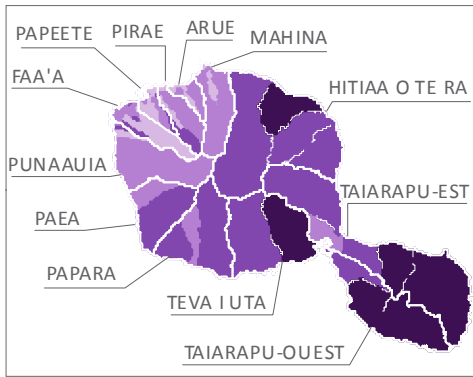 PAPEETE
PIRAE
ARUE
MAHINA
FAA'A
HITIAA O TE RA
PUNAAUIA
TAIARAPU-EST
PAEA
PAPARA
TEVA I UTA
TAIARAPU-OUEST